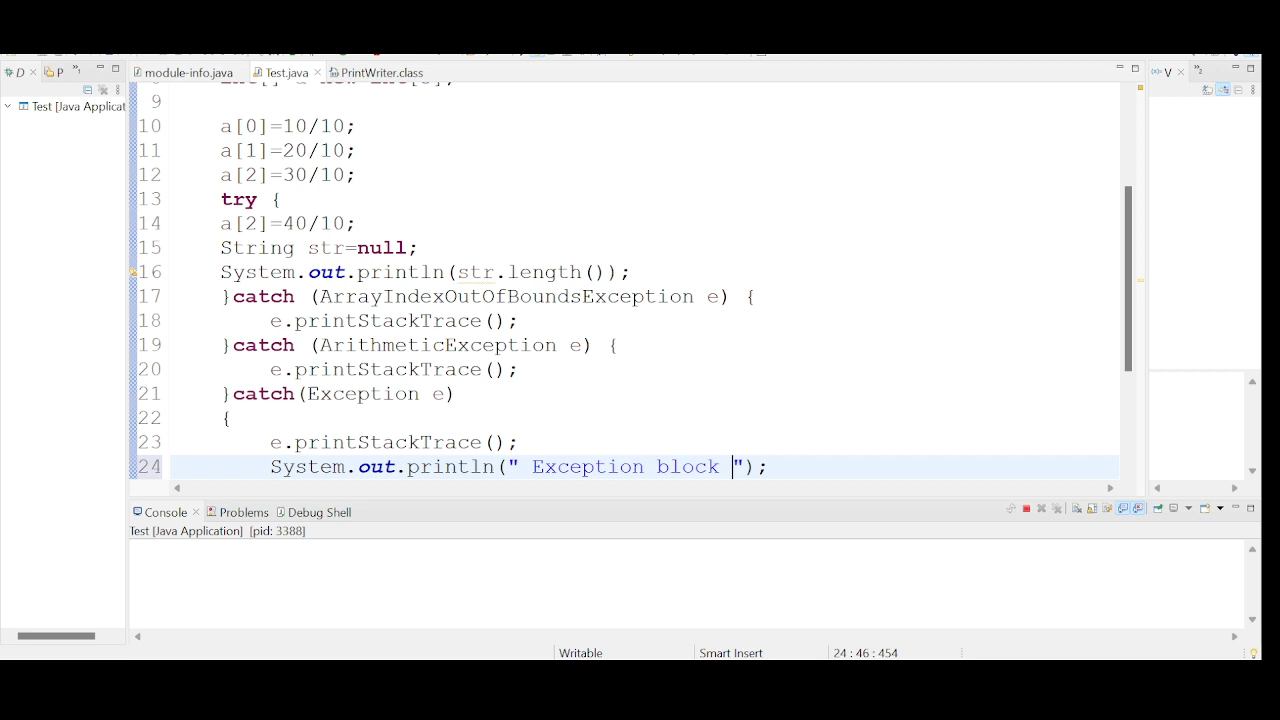 D
P
module-info.java
Test.java
PrintWriter.class
V
Test [Java Applicat
9
10 a[0]=10/10;
11 a[1]=20/10;
12 a[2]=30/10;
13 try {
14 a[2]=40/10;
15 String str=null;
16 System.out.println(str.length());
17 }catch (ArrayIndexOutOfBoundsException e) {
18 e.printStackTrace();
19 }catch (ArithmeticException e) {
20 e.printStackTrace();
21 }catch(Exception e)
22 {
23 e.printStackTrace();
24 System.out.println(" Exception block ");
Console
Problems
Debug Shell
Test [Java Application] [pid: 3388]
Writable
Smart Insert
24 : 46 : 454